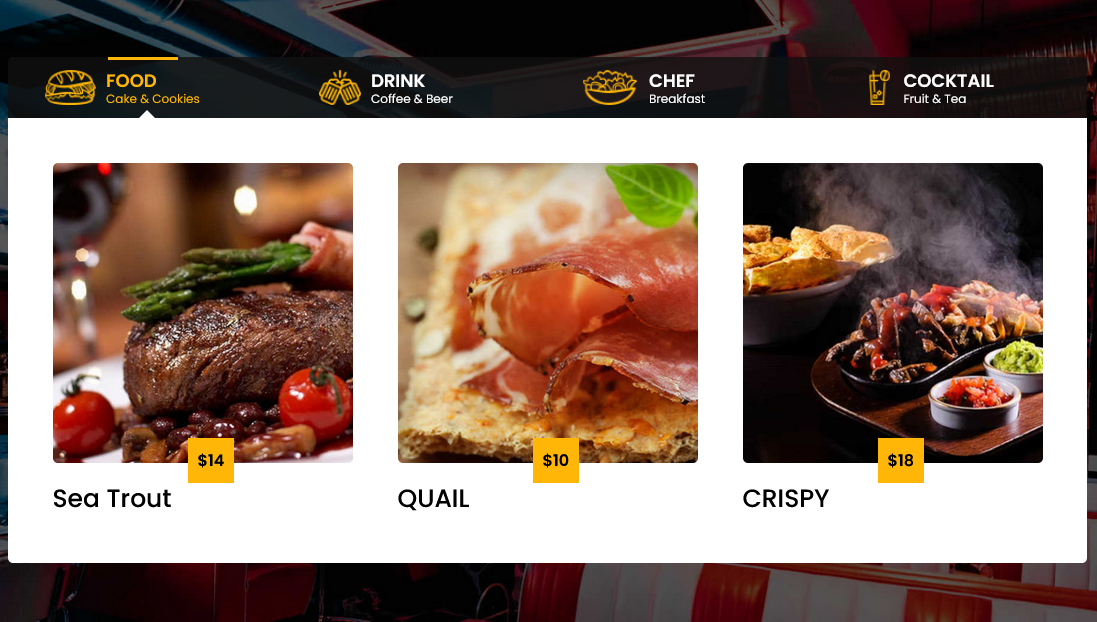 FOOD
Cake & Cookies
DRINK
Coffee & Beer
CHEF
Breakfast
COCKTAIL
Fruit & Tea
$14
$10
$18
Sea Trout
QUAIL
CRISPY